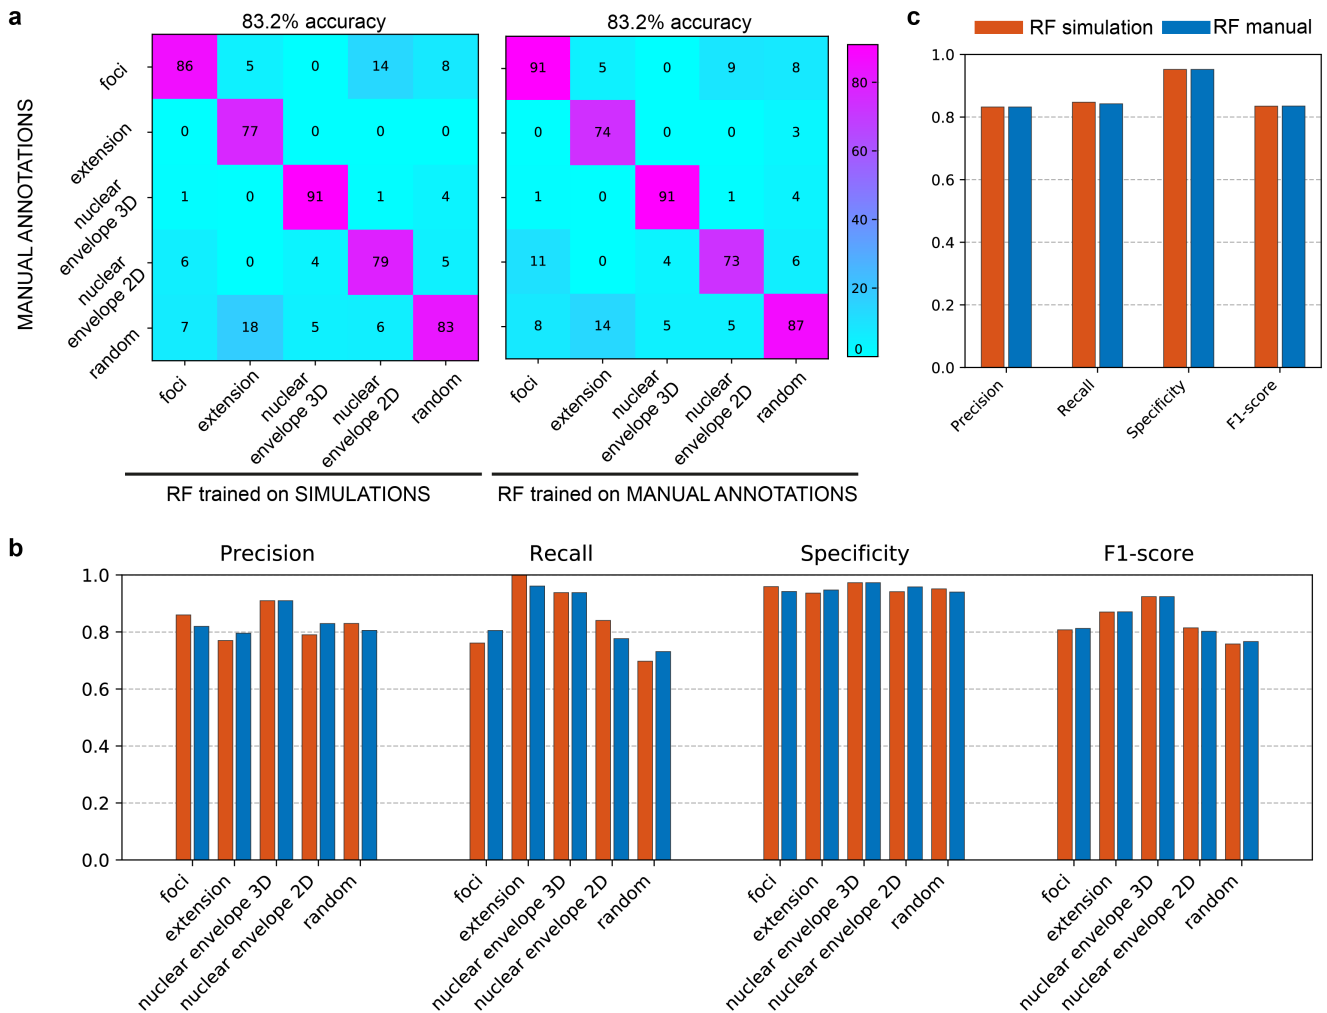 a
83.2% accuracy
83.2% accuracy
MANUAL ANNOTATIONS
foci
extension
nuclear
envelope 3D
nuclear
envelope 2D
random
86 5 0 14 8
0 77 0 0 0
1 0 91 1 4
6 0 4 79 5
7 18 5 6 83
foci
extension
nuclear
envelope 3D
nuclear
envelope 2D
random
RF trained on SIMULATIONS
91 5 0 9 8
0 74 0 0 3
1 0 91 1 4
11 0 4 73 6
8 14 5 5 87
foci
extension
nuclear
envelope 3D
nuclear
envelope 2D
random
RF trained on MANUAL ANNOTATIONS
80
60
40
20
0
c
RF simulation
RF manual
1.0
0.8
0.6
0.4
0.2
0.0
Precision
Recall
Specificity
F1-score
b
Precision
Recall
Specificity
F1-score
1.0
0.8
0.6
0.4
0.2
0.0
foci
extension
nuclear envelope 3D
nuclear envelope 2D
random
foci
extension
nuclear envelope 3D
nuclear envelope 2D
random
foci
extension
nuclear envelope 3D
nuclear envelope 2D
random
foci
extension
nuclear envelope 3D
nuclear envelope 2D
random